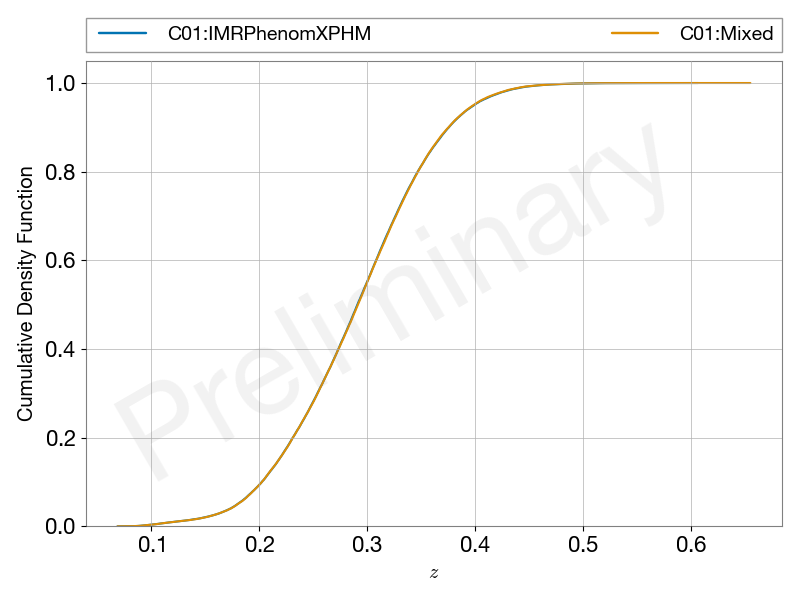 C01:IMRPhenomXPHM C01:Mixed
1.0
0.8
0.6
0.4
0.2
0.0
Cumulative Density Function
Preliminary
0.1 0.2 0.3 0.4 0.5 0.6
z